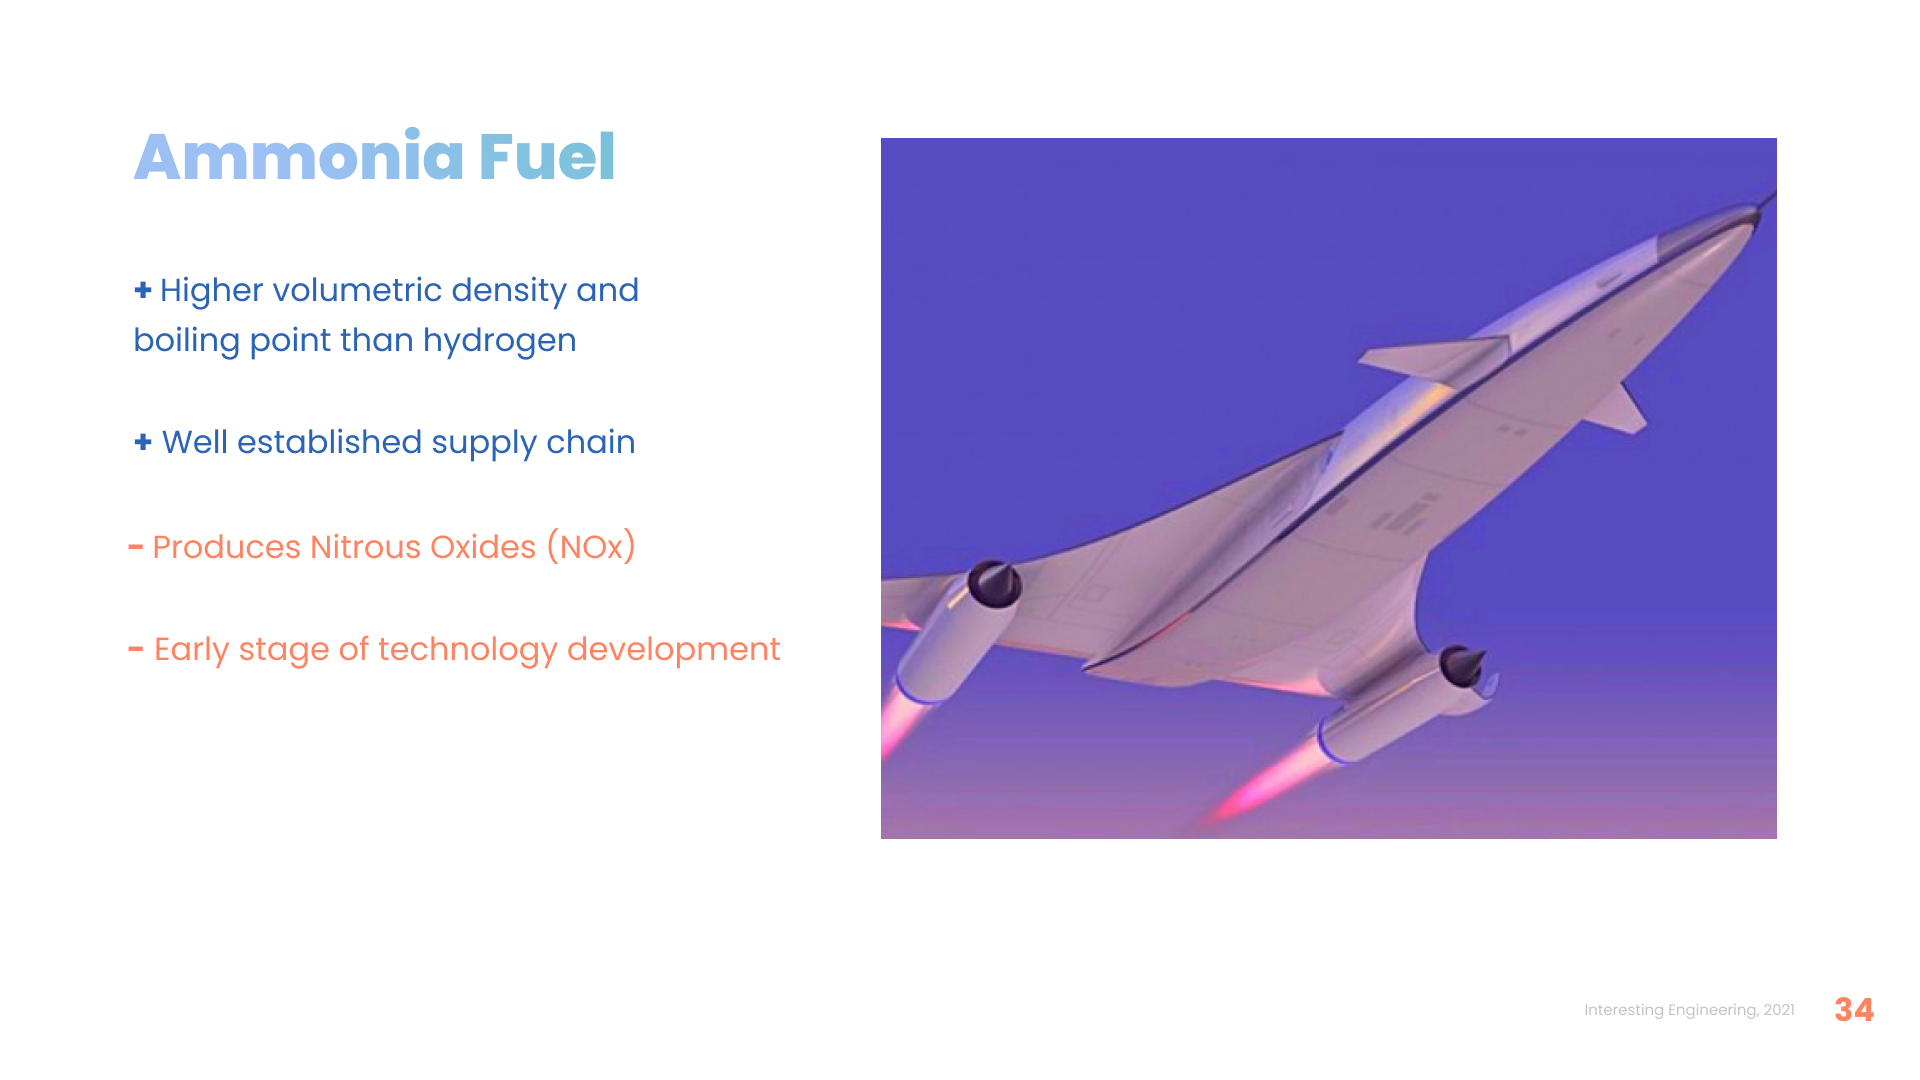 Ammonia Fuel
+ Higher volumetric density and
boiling point than hydrogen
+ Well established supply chain
- Produces Nitrous Oxides (NOx)
- Early stage of technology development
Interesting Engineering, 2021
34